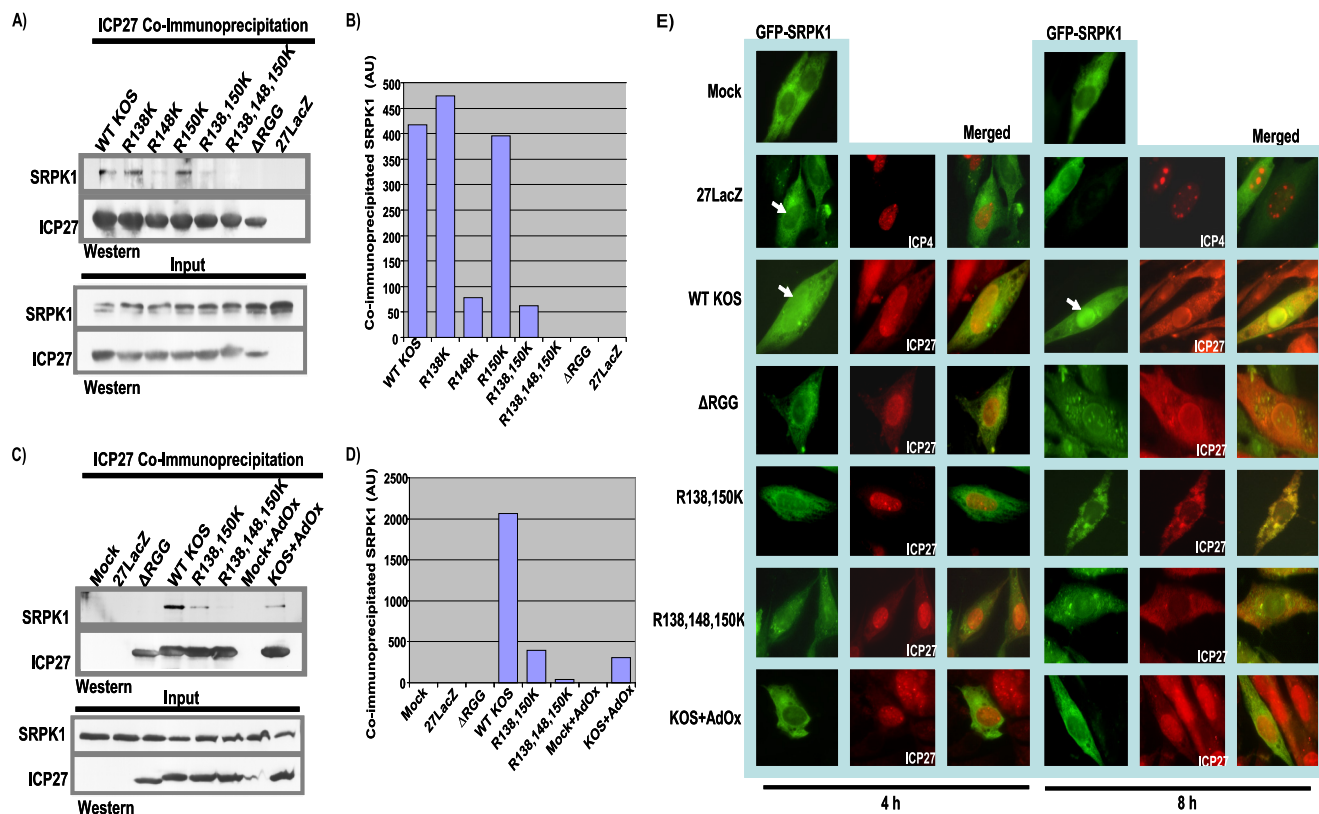 A)
ICP27 Co-Immunoprecipitation
WT KOS
R138K
R148K
R150K
R138,150K
R138,148,150K
ΔRGG
27LacZ
SRPK1
ICP27
Western
Input
SRPK1
ICP27
Western
B)
Co-Immunoprecipitated SRPK1 (AU)
500
450
400
350
300
250
200
150
100
50
0
WT KOS
R138K
R148K
R150K
R138,150K
R138,148,150K
ΔRGG
27LacZ
C)
ICP27 Co-Immunoprecipitation
Mock
27LacZ
ΔRGG
WT KOS
R138,150K
R138,148,150K
Mock+AdOx
KOS+AdOx
SRPK1
ICP27
Western
Input
SRPK1
ICP27
Western
D)
Co-immunoprecipitated SRPK1 (AU)
2500
2000
1500
1000
500
0
Mock
27LacZ
ΔRGG
WT KOS
R138,150K
R138,148,150K
Mock+AdOx
KOS+AdOx
E)
GFP-SRPK1
GFP-SRPK1
Mock
Merged
Merged
27LacZ
ICP4
ICP4
WT KOS
ICP27
ICP27
ΔRGG
ICP27
ICP27
R138,150K
ICP27
ICP27
R138,148,150K
ICP27
ICP27
KOS+AdOx
ICP27
ICP27
4 h
8 h